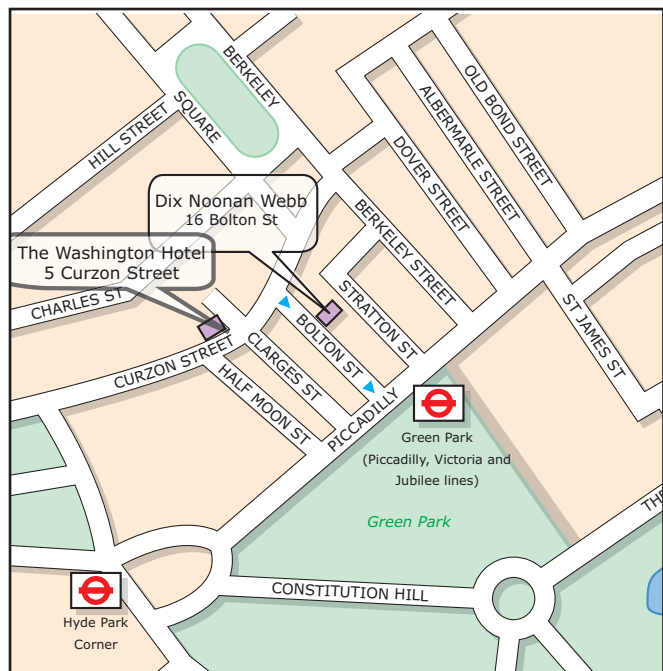 BERKELEY
SQUARE
HILL STREET
OLD BOND STREET
ALBERMARLE STREET
DOVER STREET
Dix Noonan Webb
16 Bolton St
BERKELEY STREET
The Washington Hotel
5 Curzon Street
CHARLES ST
STRATTON ST
ST JAMES ST
BOLTON ST
CURZON STREET
CLARGES ST
HALF MOON ST
PICCADILLY
Green Park
(Piccadilly, Victoria and
Jubilee lines)
Green Park
THE
CONSTITUTION HILL
Hyde Park
Corner